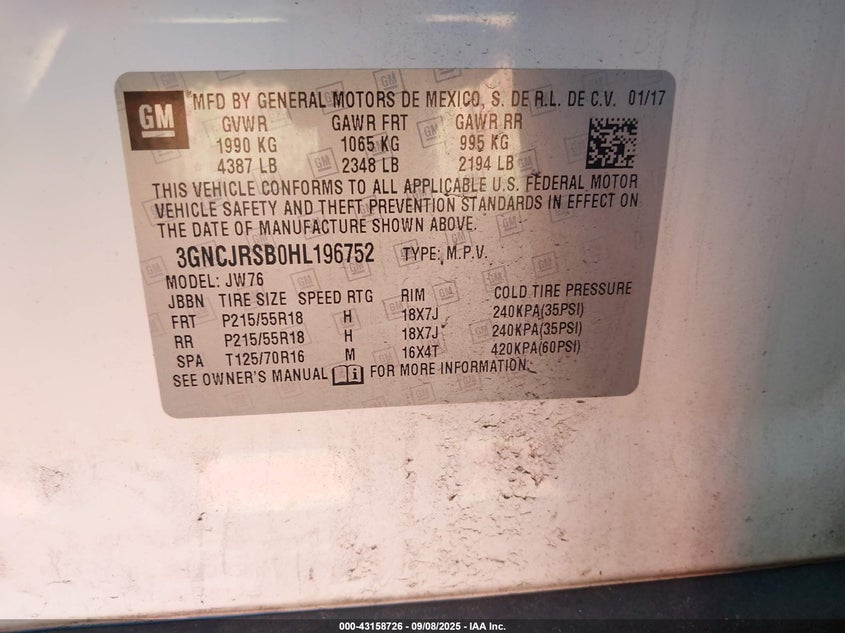 GM
MFD BY GENERAL MOTORS DE MEXICO, S. DE R.L. DE C.V. 01/17
GVWR GAWR FRT GAWR RR
1990 KG 1065 KG 995 KG
4387 LB 2348 LB 2194 LB
THIS VEHICLE CONFORMS TO ALL APPLICABLE U.S. FEDERAL MOTOR
VEHICLE SAFETY AND THEFT PREVENTION STANDARDS IN EFFECT ON
THE DATE OF MANUFACTURE SHOWN ABOVE.
3GNCJRSB0HL196752 TYPE: M.P.V.
MODEL: JW76
JBBN TIRE SIZE SPEED RTG RIM COLD TIRE PRESSURE
FRT P215/55R18 H 18X7J 240KPA(35PSI)
RR P215/55R18 H 18X7J 240KPA(35PSI)
SPA T125/70R16 M 16X4T 420KPA(60PSI)
SEE OWNER'S MANUAL FOR MORE INFORMATION.
000-43158726 - 09/08/2025 - IAA Inc.